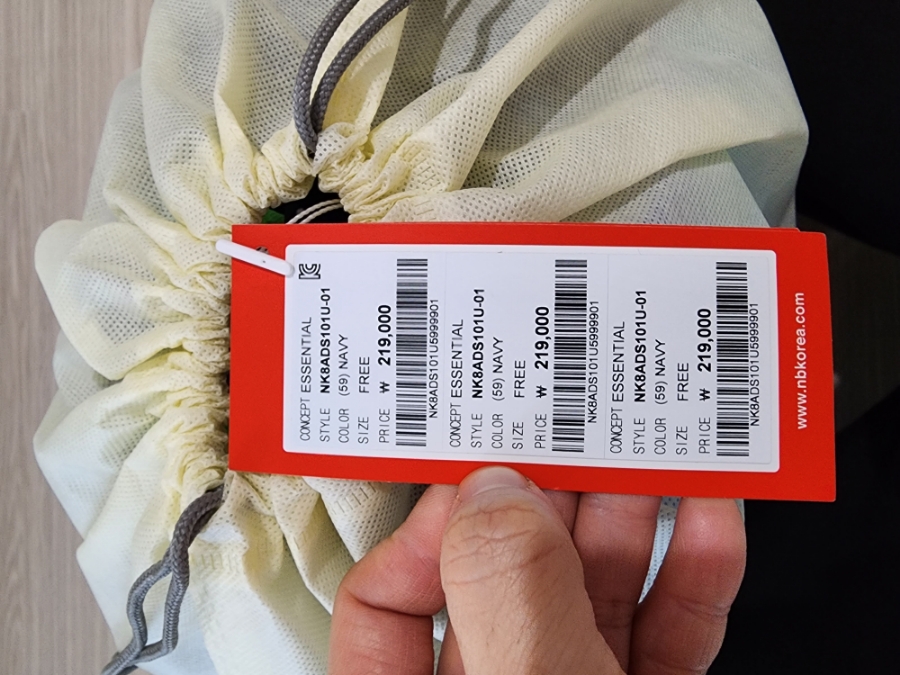 CONCEPT ESSENTIAL
STYLE NK8ADS101U-01
COLOR (59) NAVY
SIZE FREE
PRICE ₩ 219,000
NK8ADS101U5999901
CONCEPT ESSENTIAL
STYLE NK8ADS101U-01
COLOR (59) NAVY
SIZE FREE
PRICE ₩ 219,000
NK8ADS101U5999901
CONCEPT ESSENTIAL
STYLE NK8ADS101U-01
COLOR (59) NAVY
SIZE FREE
PRICE ₩ 219,000
NK8ADS101U5999901
www.nbkorea.com